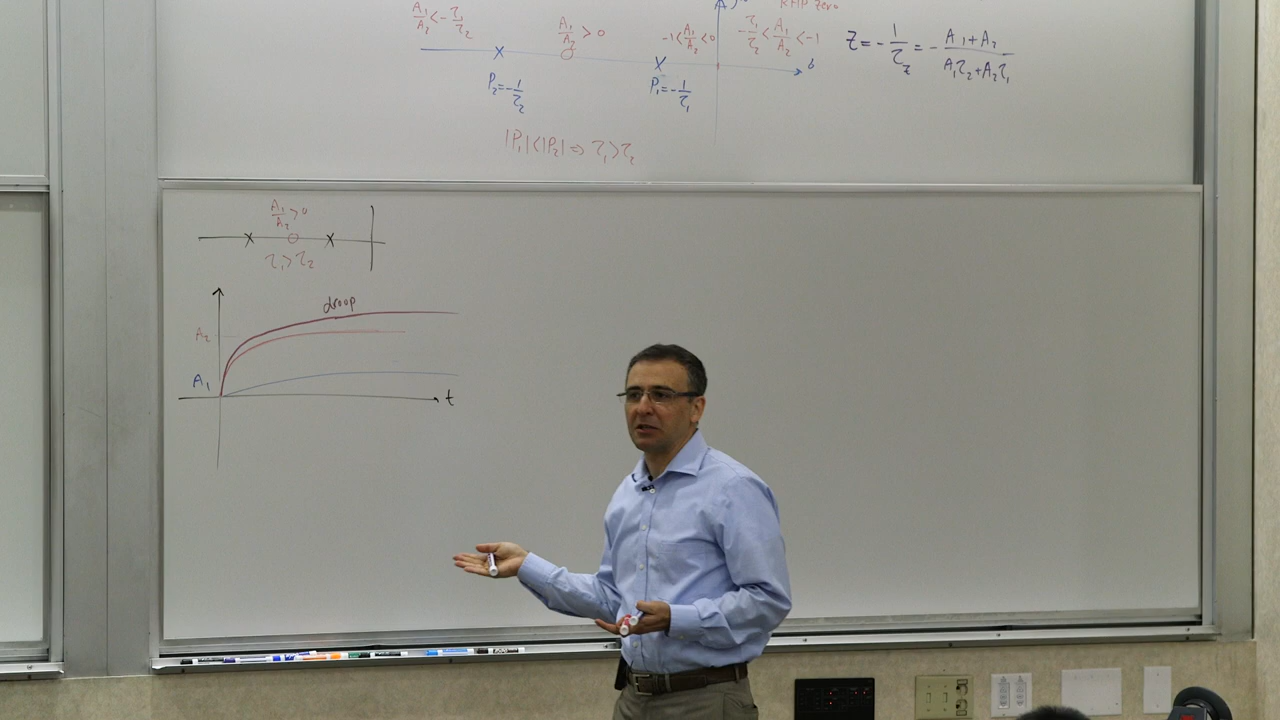 RHP Zero
A₁/A₂ < -τ₁/τ₂
A₁/A₂ > 0
-1 < A₁/A₂ < 0
-τ₁/τ₂ < A₁/A₂ < -1
Z = -1/τz = -(A₁+A₂)/(A₁τ₂+A₂τ₁)
P₂ = -1/τ₂
P₁ = -1/τ₁
|P₁|<|P₂| ⇒ τ₁>τ₂
A₁/A₂ > 0
τ₁ > τ₂
droop
A₂
A₁
t